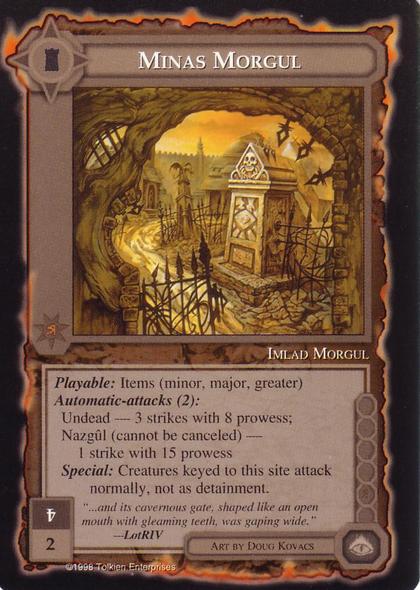 MINAS MORGUL
IMLAD MORGUL
Playable: Items (minor, major, greater)
Automatic-attacks (2):
Undead — 3 strikes with 8 prowess;
Nazgûl (cannot be canceled) —
1 strike with 15 prowess
Special: Creatures keyed to this site attack
normally, not as detainment.
"...and its cavernous gate, shaped like an open
mouth with gleaming teeth, was gaping wide."
—LotRIV
2
ART BY DOUG KOVACS
©1998 Tolkien Enterprises